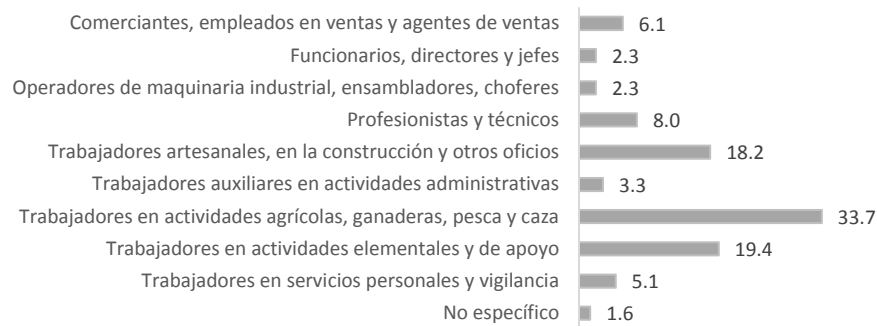 Comerciantes, empleados en ventas y agentes de ventas 6.1
Funcionarios, directores y jefes 2.3
Operadores de maquinaria industrial, ensambladores, choferes 2.3
Profesionistas y técnicos 8.0
Trabajadores artesanales, en la construcción y otros oficios 18.2
Trabajadores auxiliares en actividades administrativas 3.3
Trabajadores en actividades agrícolas, ganaderas, pesca y caza 33.7
Trabajadores en actividades elementales y de apoyo 19.4
Trabajadores en servicios personales y vigilancia 5.1
No específico 1.6